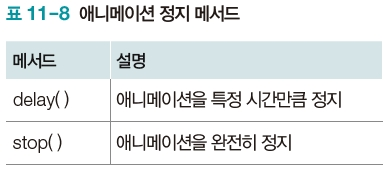 표 11-8 애니메이션 정지 메서드
메서드 설명
delay( ) 애니메이션을 특정 시간만큼 정지
stop( ) 애니메이션을 완전히 정지